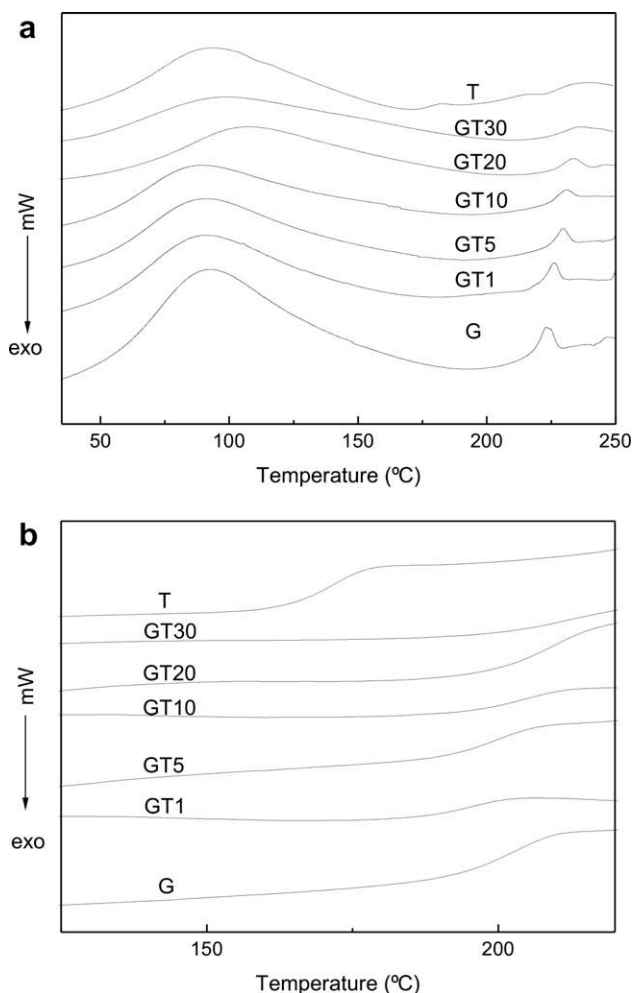 a
T
GT30
GT20
GT10
GT5
GT1
G
mW
exo
50
100
150
200
250
Temperature (ºC)
b
T
GT30
GT20
GT10
GT5
GT1
G
mW
exo
150
200
Temperature (ºC)